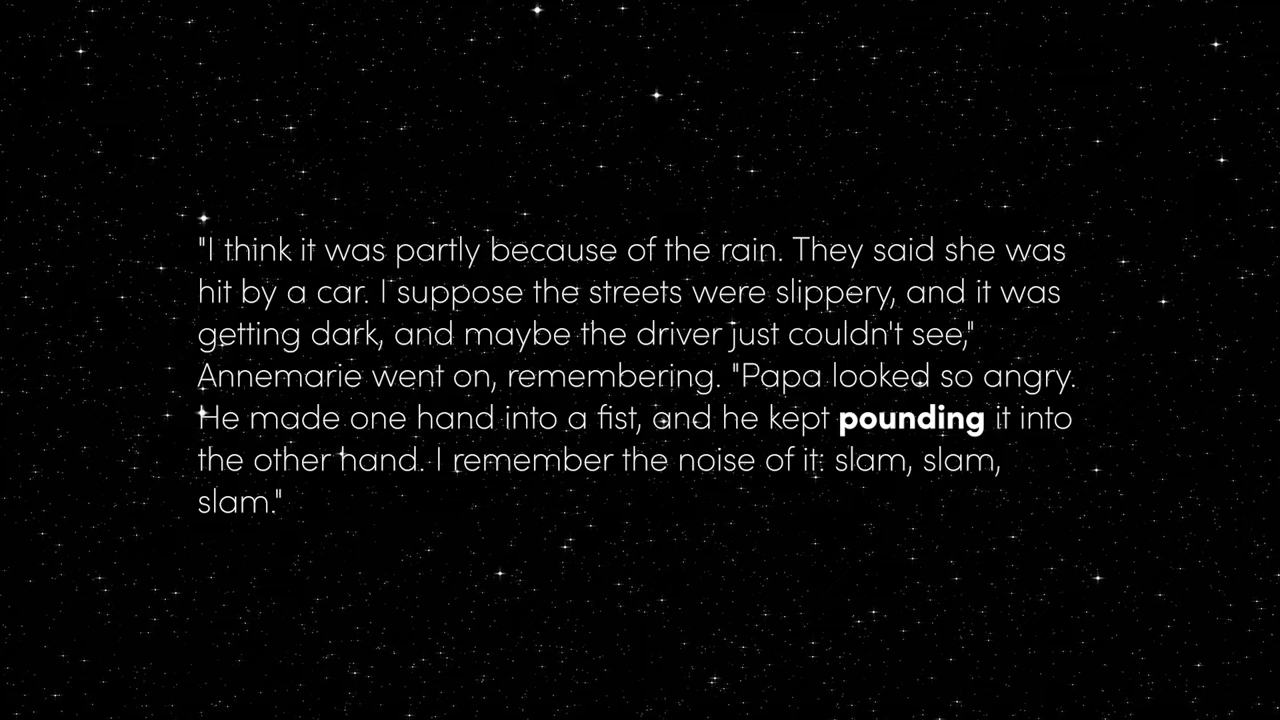 "I think it was partly because of the rain. They said she was
hit by a car. I suppose the streets were slippery, and it was
getting dark, and maybe the driver just couldn't see,"
Annemarie went on, remembering. "Papa looked so angry.
He made one hand into a fist, and he kept pounding it into
the other hand. I remember the noise of it: slam, slam,
slam."